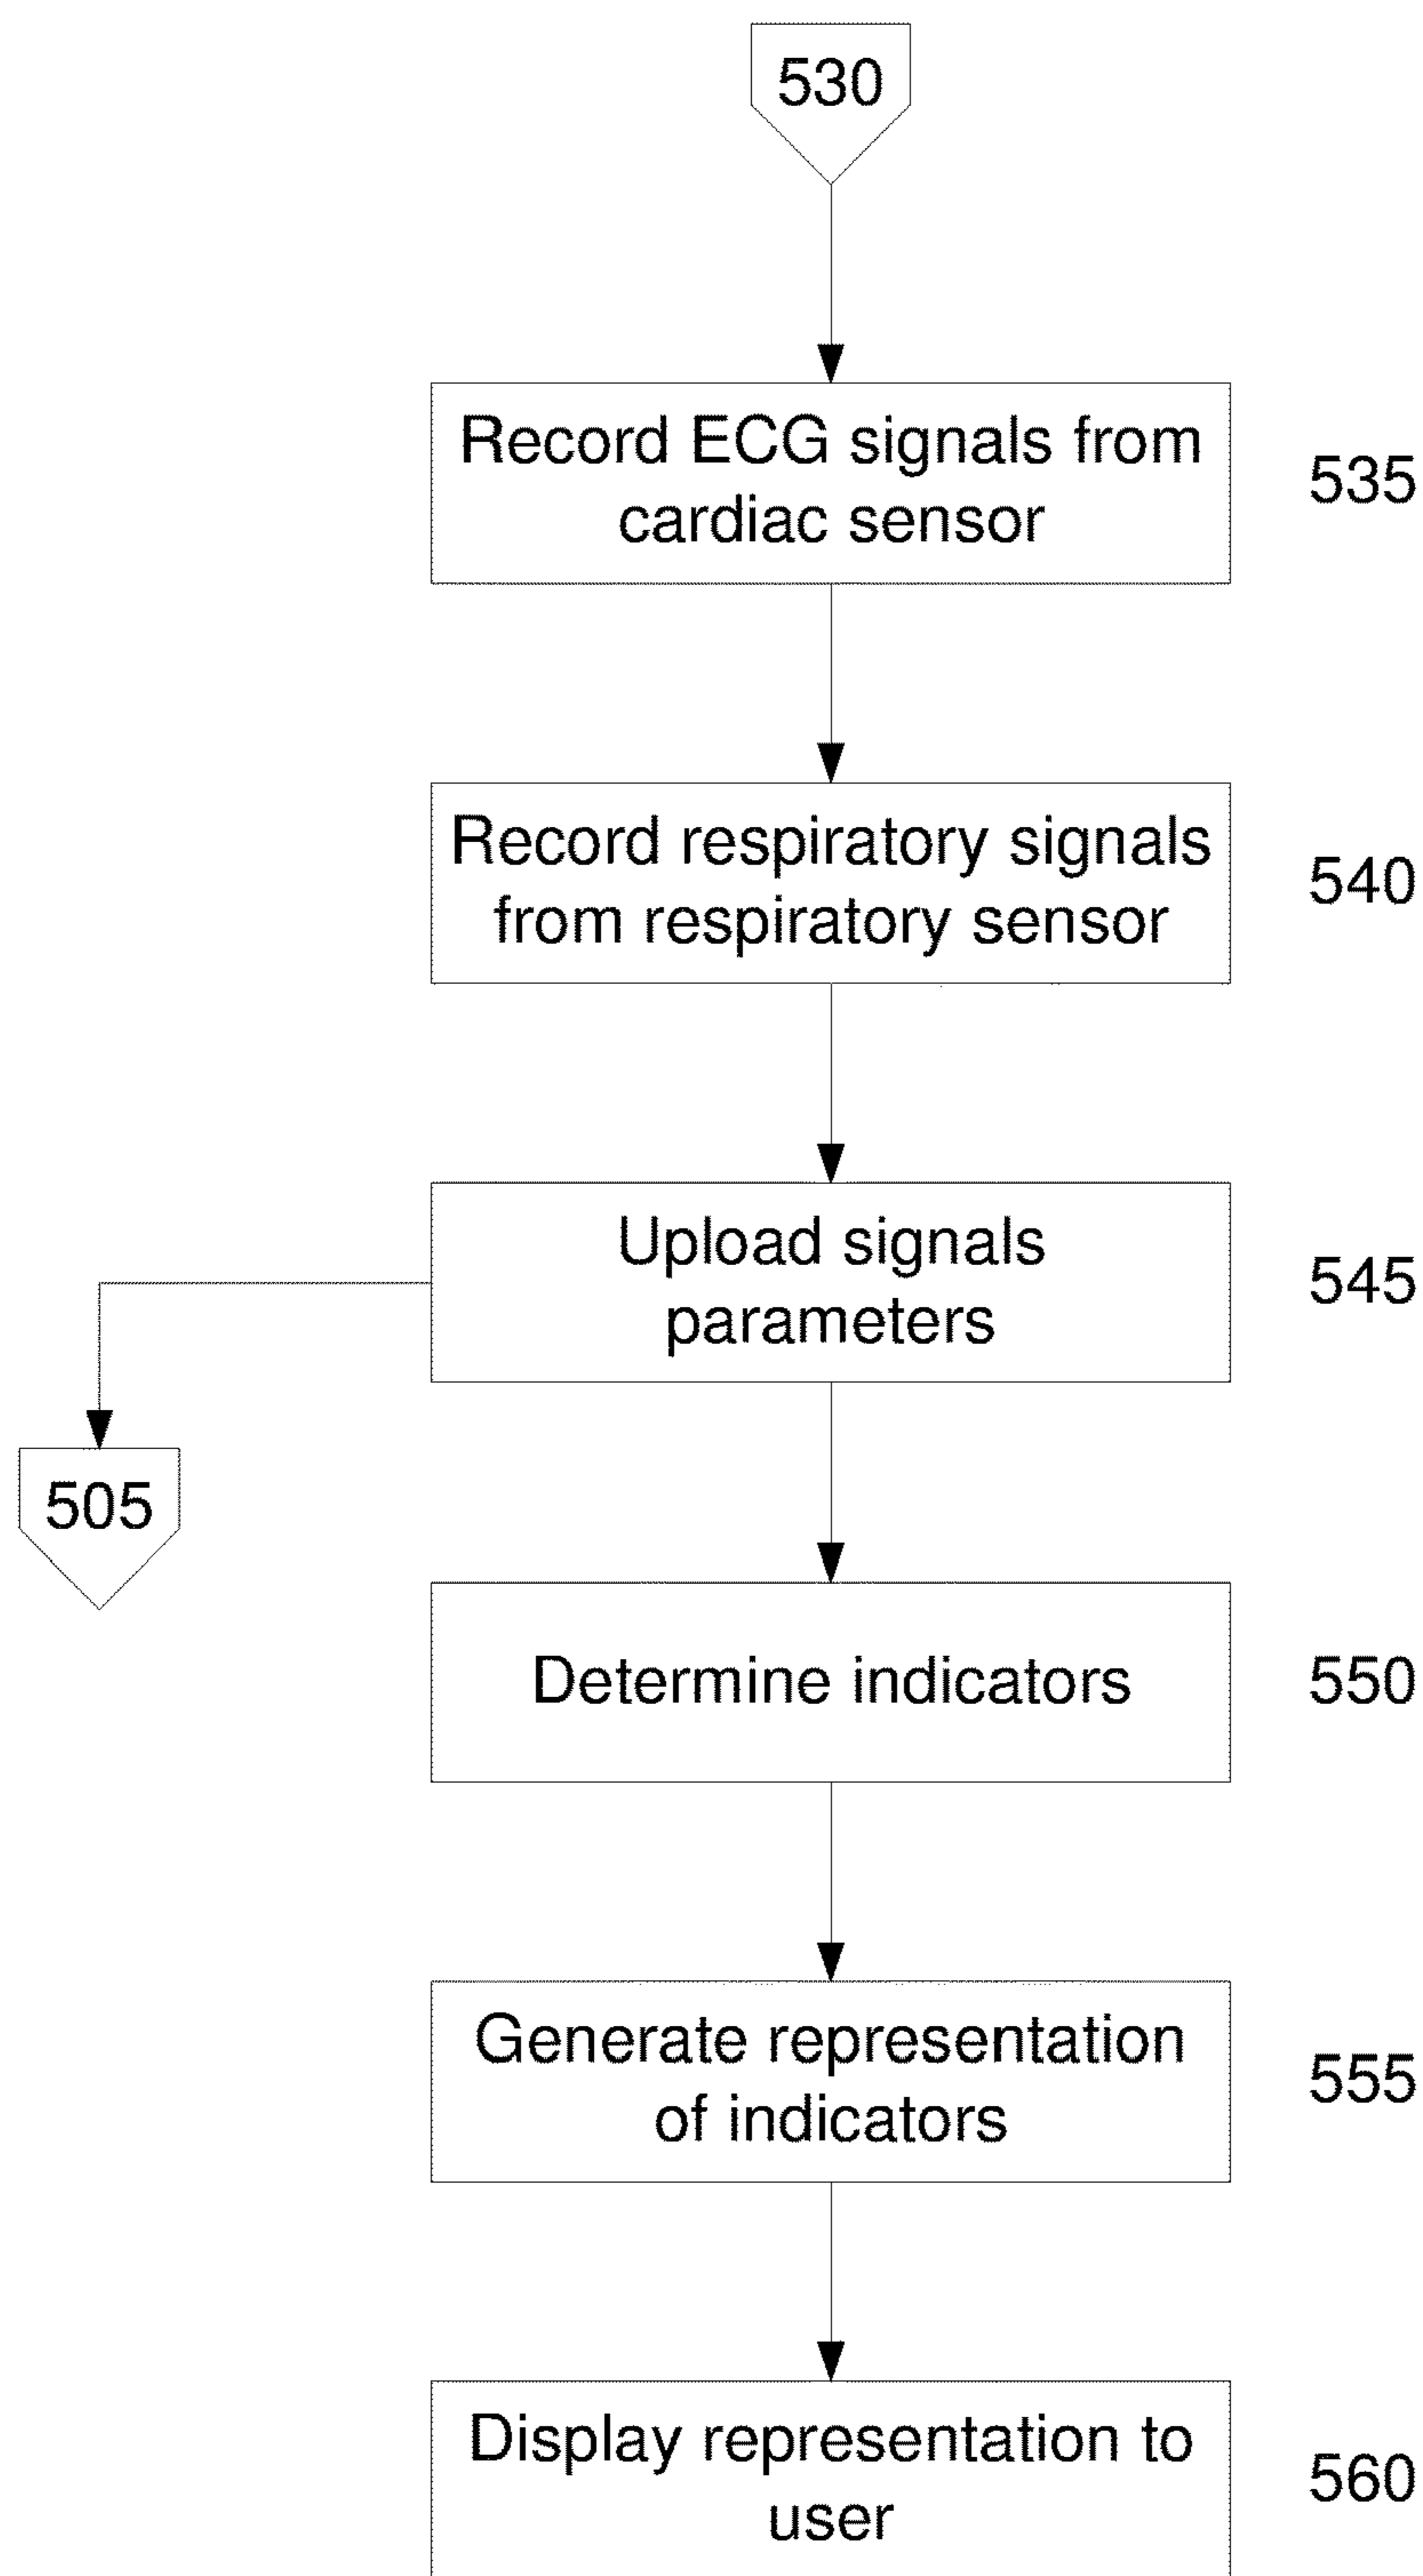 530
Record ECG signals from
cardiac sensor
535
Record respiratory signals
from respiratory sensor
540
Upload signals
parameters
545
505
Determine indicators
550
Generate representation
of indicators
555
Display representation to
user
560